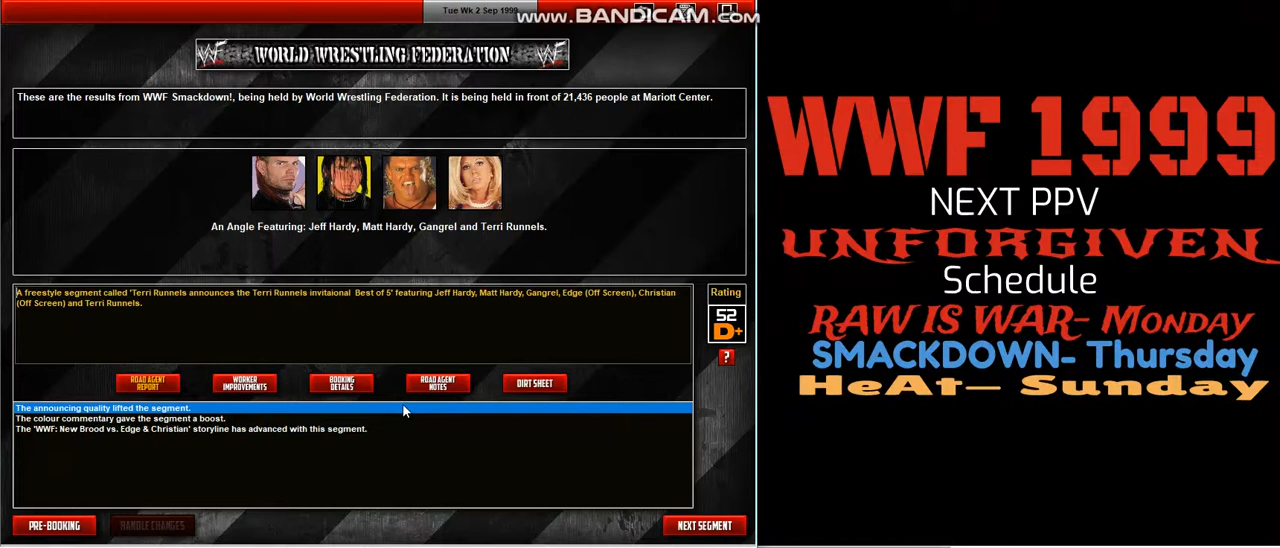 Tue Wk 2 Sep 1999
www.BANDICAM.com
WORLD WRESTLING FEDERATION
These are the results from WWF Smackdown!, being held by World Wrestling Federation. It is being held in front of 21,436 people at Mariott Center.
An Angle Featuring: Jeff Hardy, Matt Hardy, Gangrel and Terri Runnels.
A freestyle segment called 'Terri Runnels announces the Terri Runnels invitaional Best of 5' featuring Jeff Hardy, Matt Hardy, Gangrel, Edge (Off Screen), Christian
(Off Screen) and Terri Runnels.
Rating
52
D+
?
ROAD AGENT
REPORT
WORKER
IMPROVEMENTS
BOOKING
DETAILS
ROAD AGENT
NOTES
DIRT SHEET
The announcing quality lifted the segment.
The colour commentary gave the segment a boost.
The 'WWF: New Brood vs. Edge & Christian' storyline has advanced with this segment.
PRE-BOOKING
HANDLE CHANGES
NEXT SEGMENT
WWF 1999
NEXT PPV
UNFORGIVEN
Schedule
RAW IS WAR- Monday
SMACKDOWN- Thursday
HeAt— Sunday